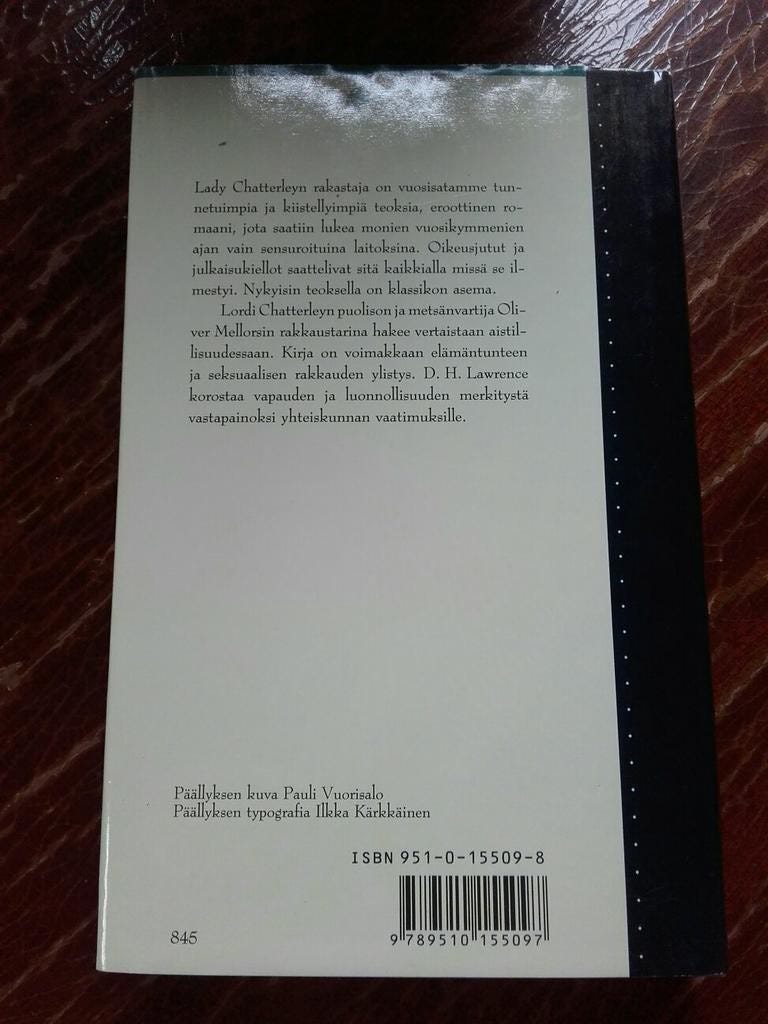 Lady Chatterleyn rakastaja on vuosisatamme tun-
netuimpia ja kiistellyimpiä teoksia, eroottinen ro-
maani, jota saatiin lukea monien vuosikymmenien
ajan vain sensuroituina laitoksina. Oikeusjutut ja
julkaisukiellot saattelivat sitä kaikkialla missä se il-
mestyi. Nykyisin teoksella on klassikon asema.
Lordi Chatterleyn puolison ja metsänvartija Oli-
ver Mellorsin rakkaustarina hakee vertaistaan aistil-
lisuudessaan. Kirja on voimakkaan elämäntunteen
ja seksuaalisen rakkauden ylistys. D. H. Lawrence
korostaa vapauden ja luonnollisuuden merkitystä
vastapainoksi yhteiskunnan vaatimuksille.
Päällyksen kuva Pauli Vuorisalo
Päällyksen typografia Ilkka Kärkkäinen
ISBN 951-0-15509-8
845
9 789510 155097